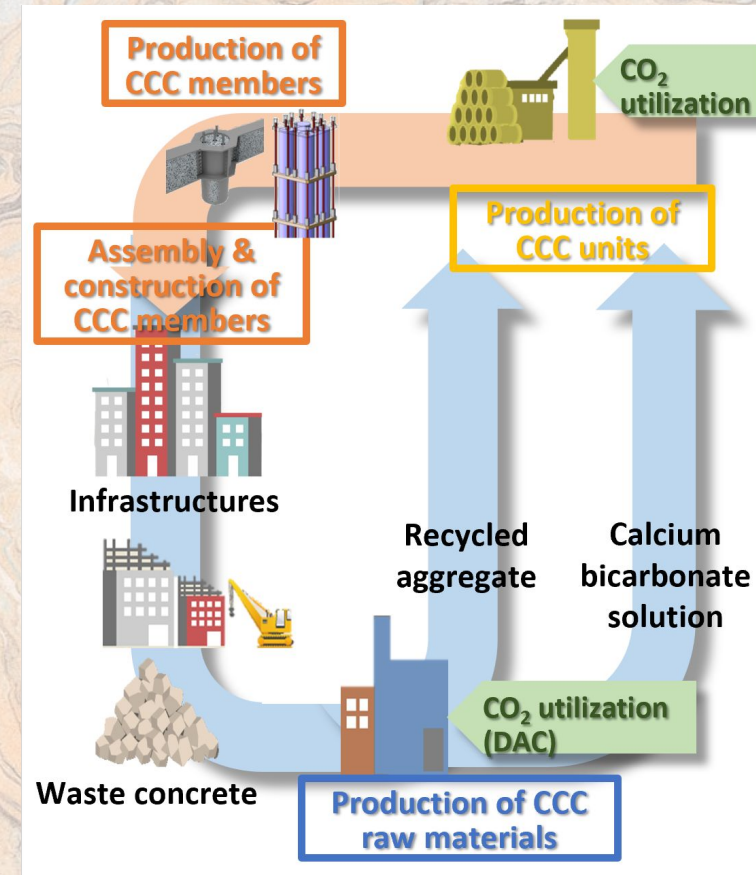 Production of
CCC members
CO₂
utilization
Production of
CCC units
Assembly &
construction of
CCC members
Infrastructures
Recycled
aggregate
Calcium
bicarbonate
solution
CO₂ utilization
(DAC)
Waste concrete
Production of CCC
raw materials